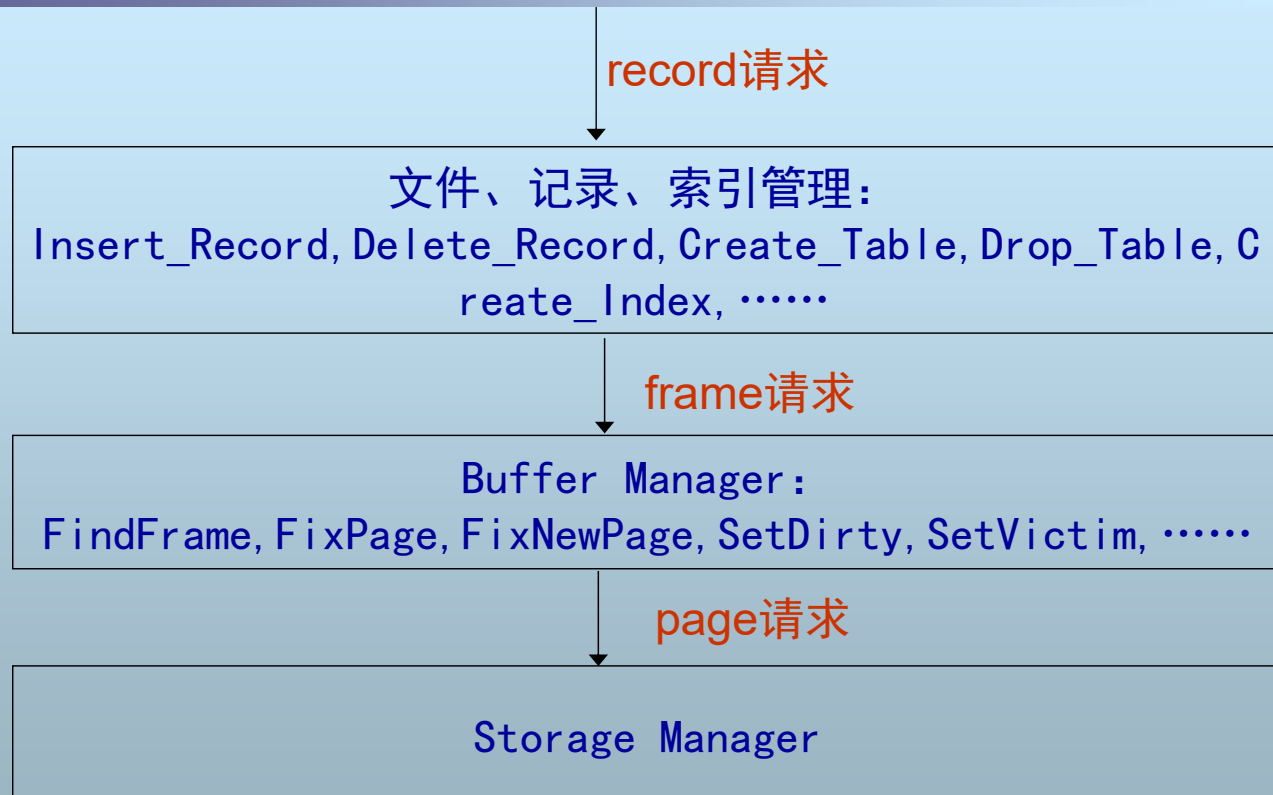 record请求
文件、记录、索引管理：
Insert_Record,Delete_Record,Create_Table,Drop_Table,C
reate_Index,……
frame请求
Buffer Manager：
FindFrame,FixPage,FixNewPage,SetDirty,SetVictim,……
page请求
Storage Manager